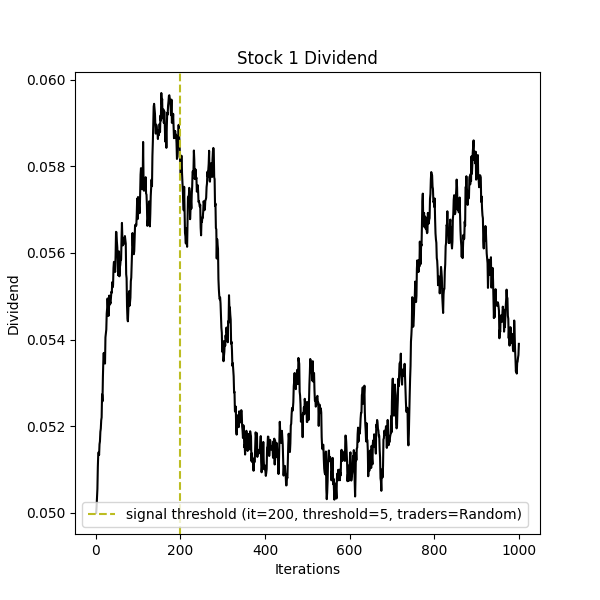 Stock 1 Dividend
Dividend
0.060
0.058
0.056
0.054
0.052
0.050
signal threshold (it=200, threshold=5, traders=Random)
0 200 400 600 800 1000
Iterations